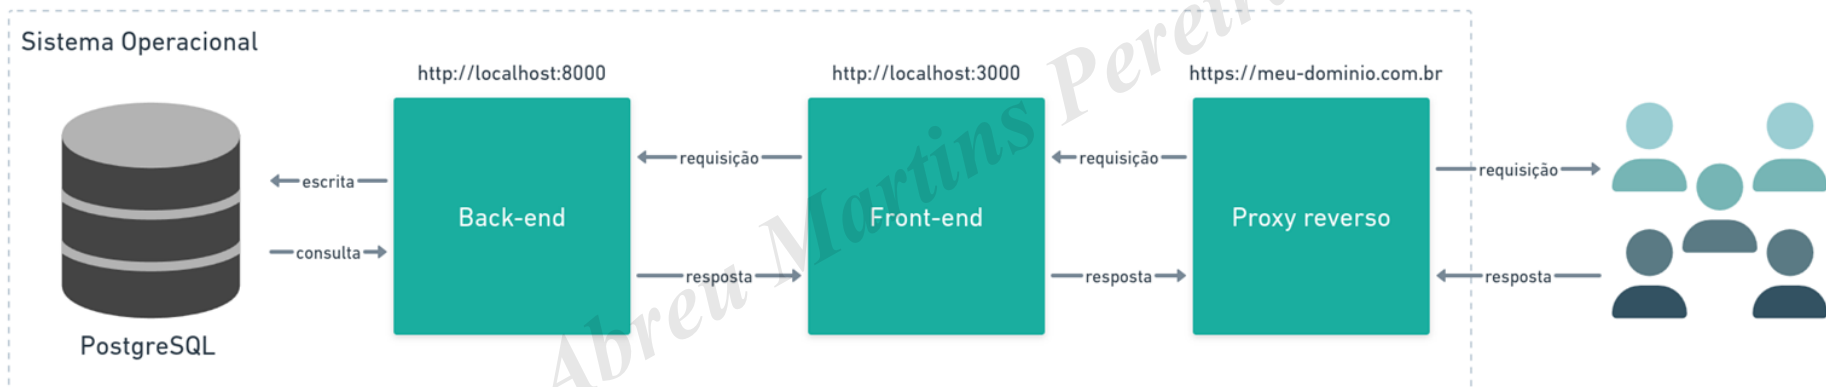 Sistema Operacional
http://localhost:8000
http://localhost:3000
https://meu-dominio.com.br
requisição
requisição
requisição
escrita
Back-end
Front-end
Proxy reverso
consulta
resposta
resposta
resposta
PostgreSQL
Abreu Martins